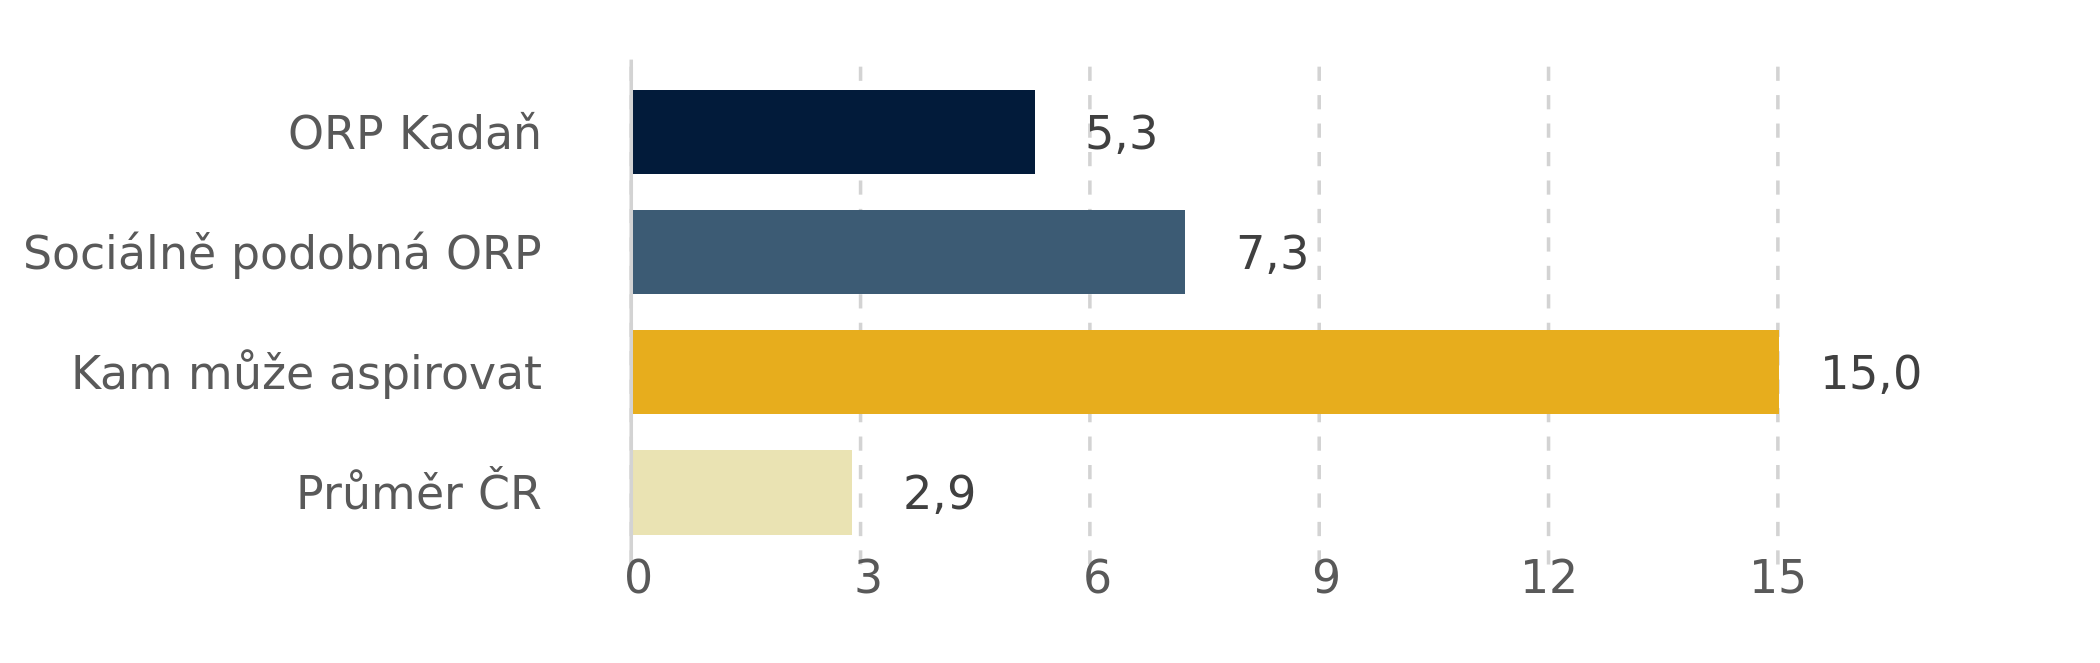 ORP Kadaň 5,3
Sociálně podobná ORP 7,3
Kam může aspirovat 15,0
Průměr ČR 2,9
0 3 6 9 12 15